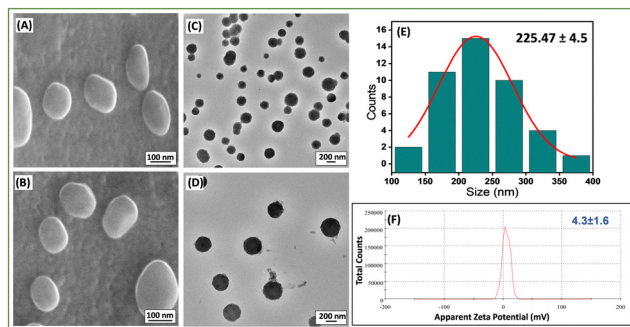 (A)
100 nm
(B)
100 nm
(C)
200 nm
(D)
200 nm
(E)
225.47 ± 4.5
Counts
16
14
12
10
8
6
4
2
0
100 150 200 250 300 350 400
Size (nm)
(F)
4.3±1.6
Total Counts
250000
200000
150000
100000
50000
0
-200 -100 0 100 200
Apparent Zeta Potential (mV)